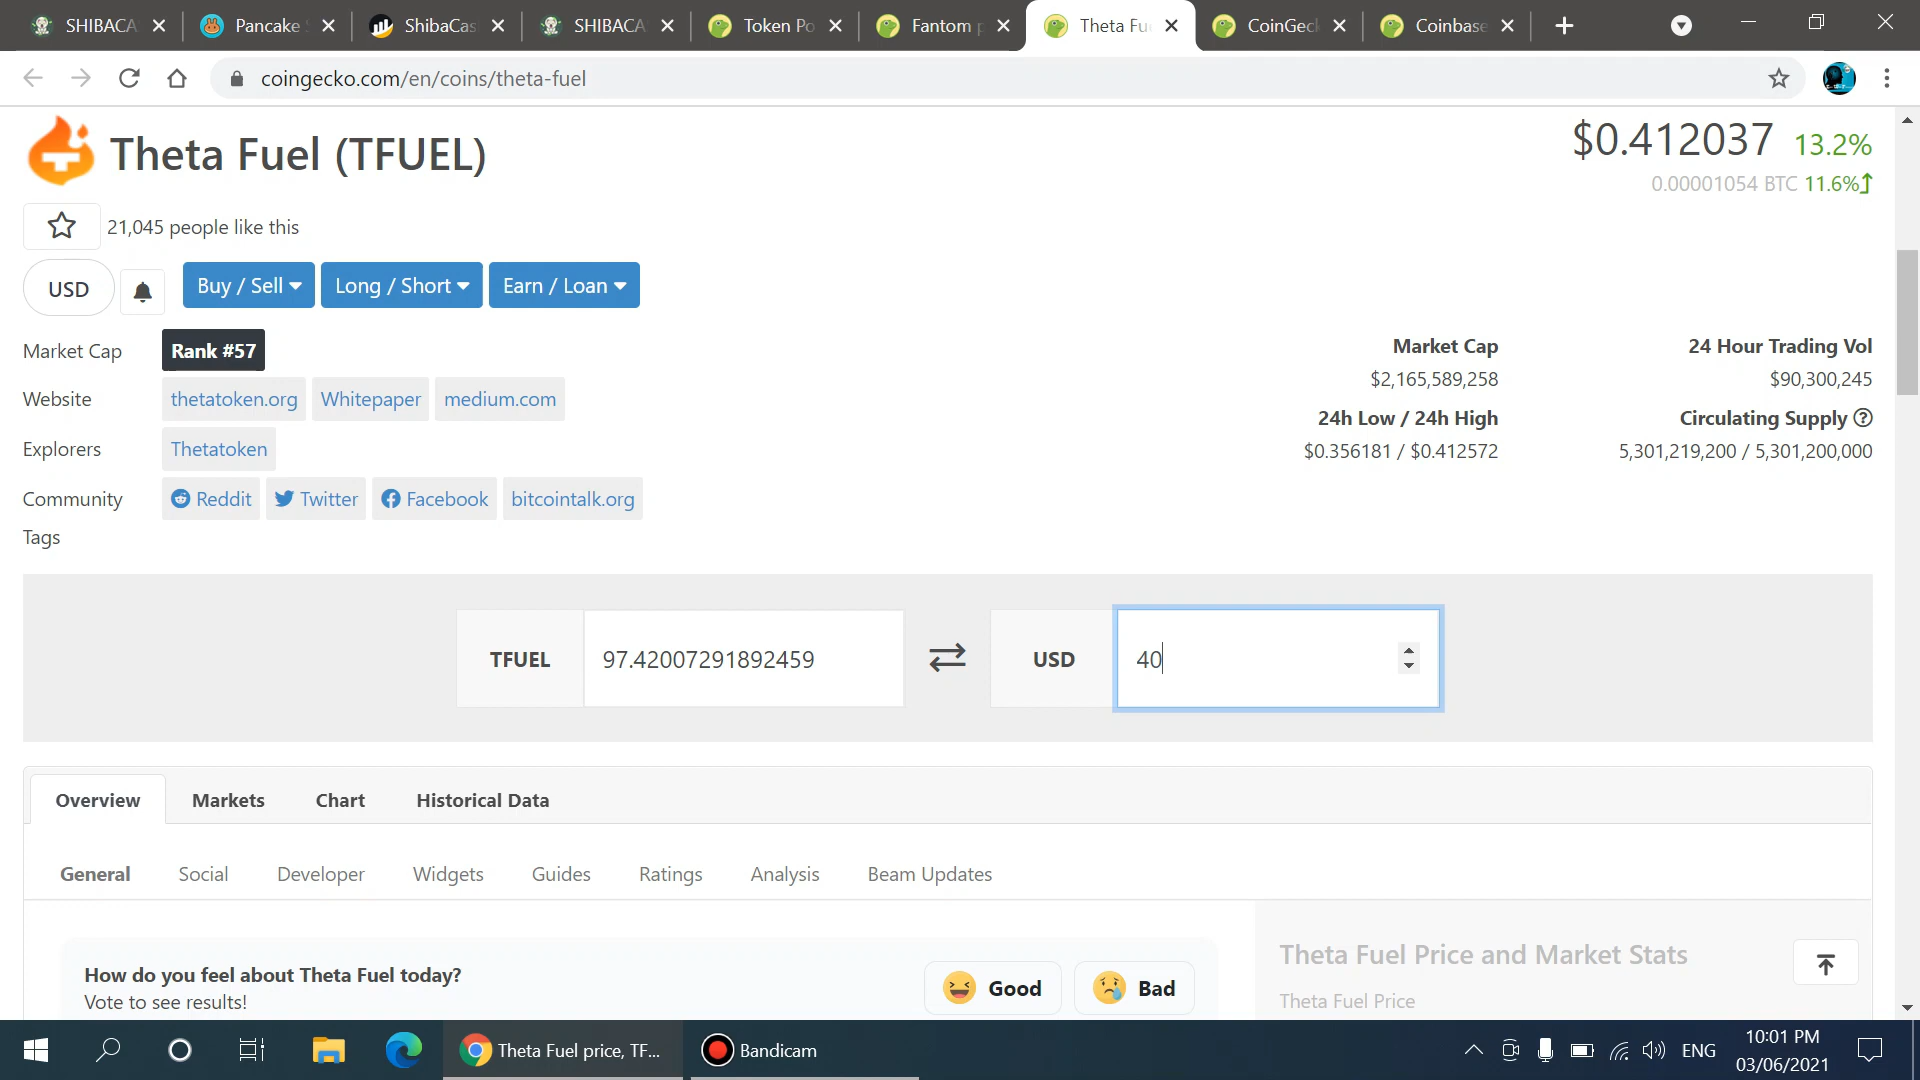 SHIBACA
Pancake
ShibaCas
SHIBACA
Token Po
Fantom p
Theta Fu
CoinGeck
Coinbase
coingecko.com/en/coins/theta-fuel
Theta Fuel (TFUEL)
$0.412037 13.2%
0.00001054 BTC 11.6%
21,045 people like this
USD
Buy / Sell
Long / Short
Earn / Loan
Market Cap
Rank #57
Website
thetatoken.org
Whitepaper
medium.com
Explorers
Thetatoken
Community
Reddit
Twitter
Facebook
bitcointalk.org
Tags
Market Cap
$2,165,589,258
24 Hour Trading Vol
$90,300,245
24h Low / 24h High
$0.356181 / $0.412572
Circulating Supply
5,301,219,200 / 5,301,200,000
TFUEL
97.42007291892459
USD
40
Overview
Markets
Chart
Historical Data
General
Social
Developer
Widgets
Guides
Ratings
Analysis
Beam Updates
How do you feel about Theta Fuel today?
Vote to see results!
Good
Bad
Theta Fuel Price and Market Stats
Theta Fuel Price
Theta Fuel price, TF...
Bandicam
ENG
10:01 PM
03/06/2021